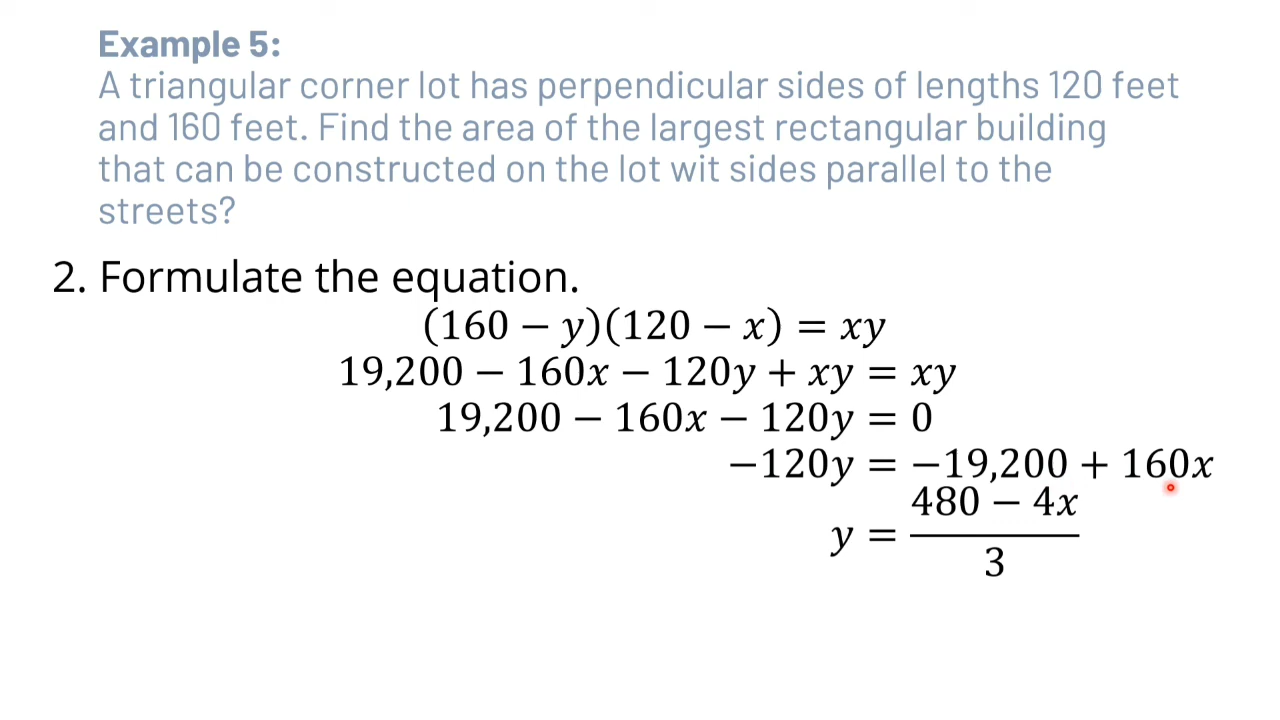 Example 5:
A triangular corner lot has perpendicular sides of lengths 120 feet
and 160 feet. Find the area of the largest rectangular building
that can be constructed on the lot wit sides parallel to the
streets?
2. Formulate the equation.
(160 − y)(120 − x) = xy
19,200 − 160x − 120y + xy = xy
19,200 − 160x − 120y = 0
−120y = −19,200 + 160x
y = (480 − 4x)/3